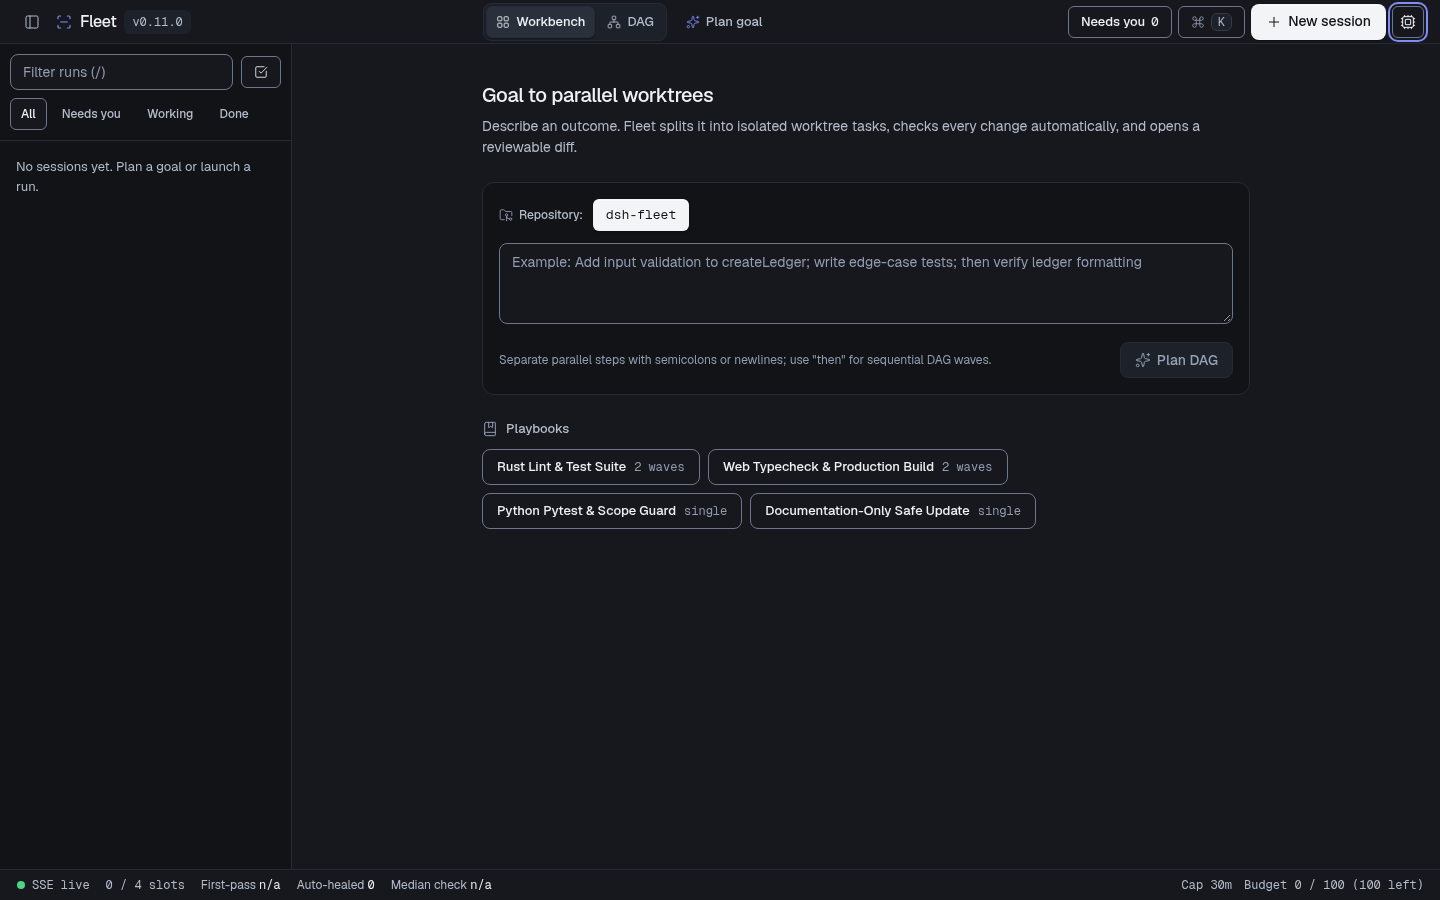 Fleet v0.11.0 Workbench DAG Plan goal Needs you 0 ⌘ K + New session
Filter runs (/)
All Needs you Working Done
No sessions yet. Plan a goal or launch a
run.
Goal to parallel worktrees
Describe an outcome. Fleet splits it into isolated worktree tasks, checks every change automatically, and opens a
reviewable diff.
Repository: dsh-fleet
Example: Add input validation to createLedger; write edge-case tests; then verify ledger formatting
Separate parallel steps with semicolons or newlines; use "then" for sequential DAG waves. Plan DAG
Playbooks
Rust Lint & Test Suite 2 waves Web Typecheck & Production Build 2 waves
Python Pytest & Scope Guard single Documentation-Only Safe Update single
SSE live 0 / 4 slots First-pass n/a Auto-healed 0 Median check n/a Cap 30m Budget 0 / 100 (100 left)